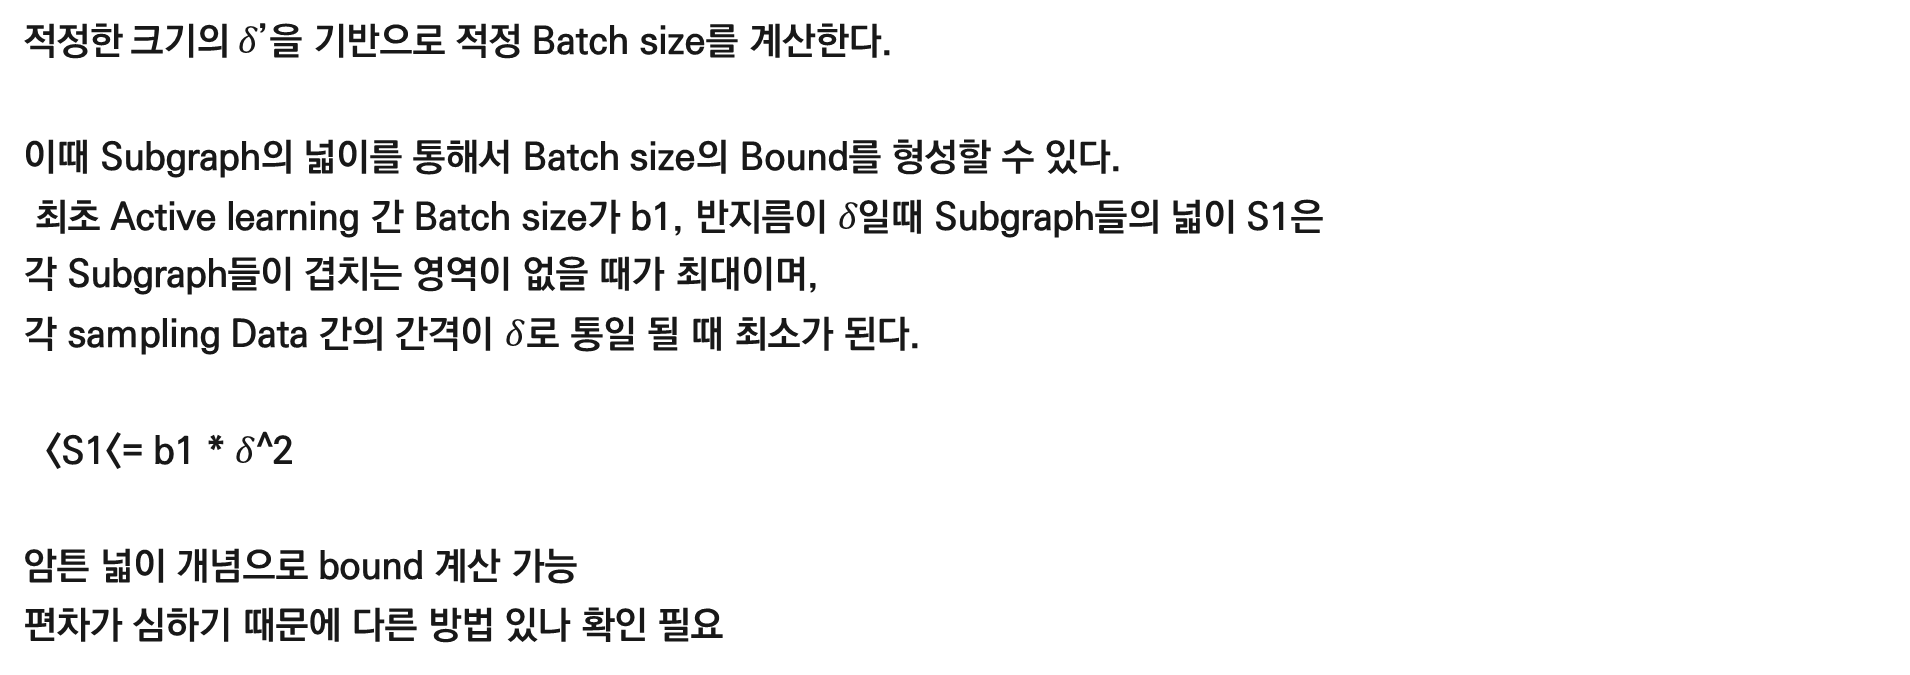 적정한 크기의 𝛿’을 기반으로 적정 Batch size를 계산한다.
이때 Subgraph의 넓이를 통해서 Batch size의 Bound를 형성할 수 있다.
최초 Active learning 간 Batch size가 b1, 반지름이 𝛿일때 Subgraph들의 넓이 S1은
각 Subgraph들이 겹치는 영역이 없을 때가 최대이며,
각 sampling Data 간의 간격이 𝛿로 통일 될 때 최소가 된다.
<S1<= b1 * 𝛿^2
암튼 넓이 개념으로 bound 계산 가능
편차가 심하기 때문에 다른 방법 있나 확인 필요